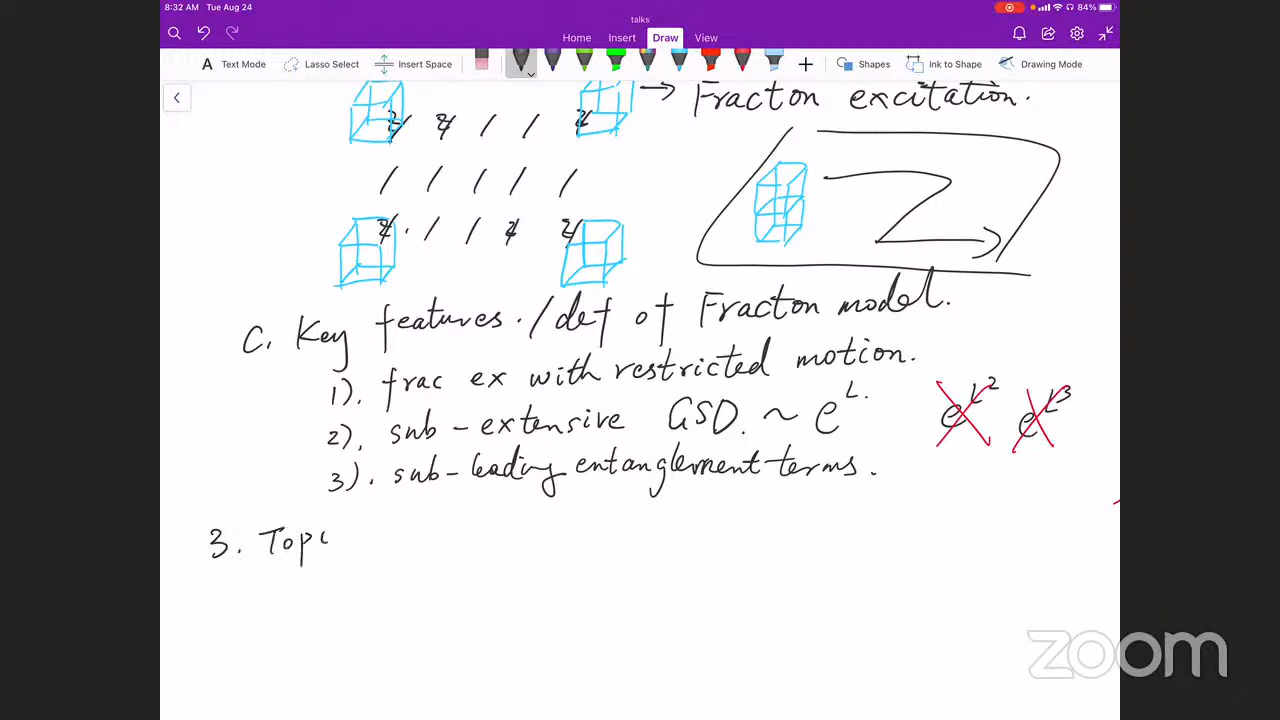 8:32 AM Tue Aug 24
84%
talks
Home Insert Draw View
Text Mode Lasso Select Insert Space Shapes Ink to Shape Drawing Mode
→ Fracton excitation.
z z / / z
/ / / / /
z . / / z z
C. Key features. / def of Fracton model.
1). frac ex with restricted motion.
2). sub-extensive GSD. ~ e^L. e^L^2 e^L^3
3). sub-leading entanglement terms.
3. Topo
zoom